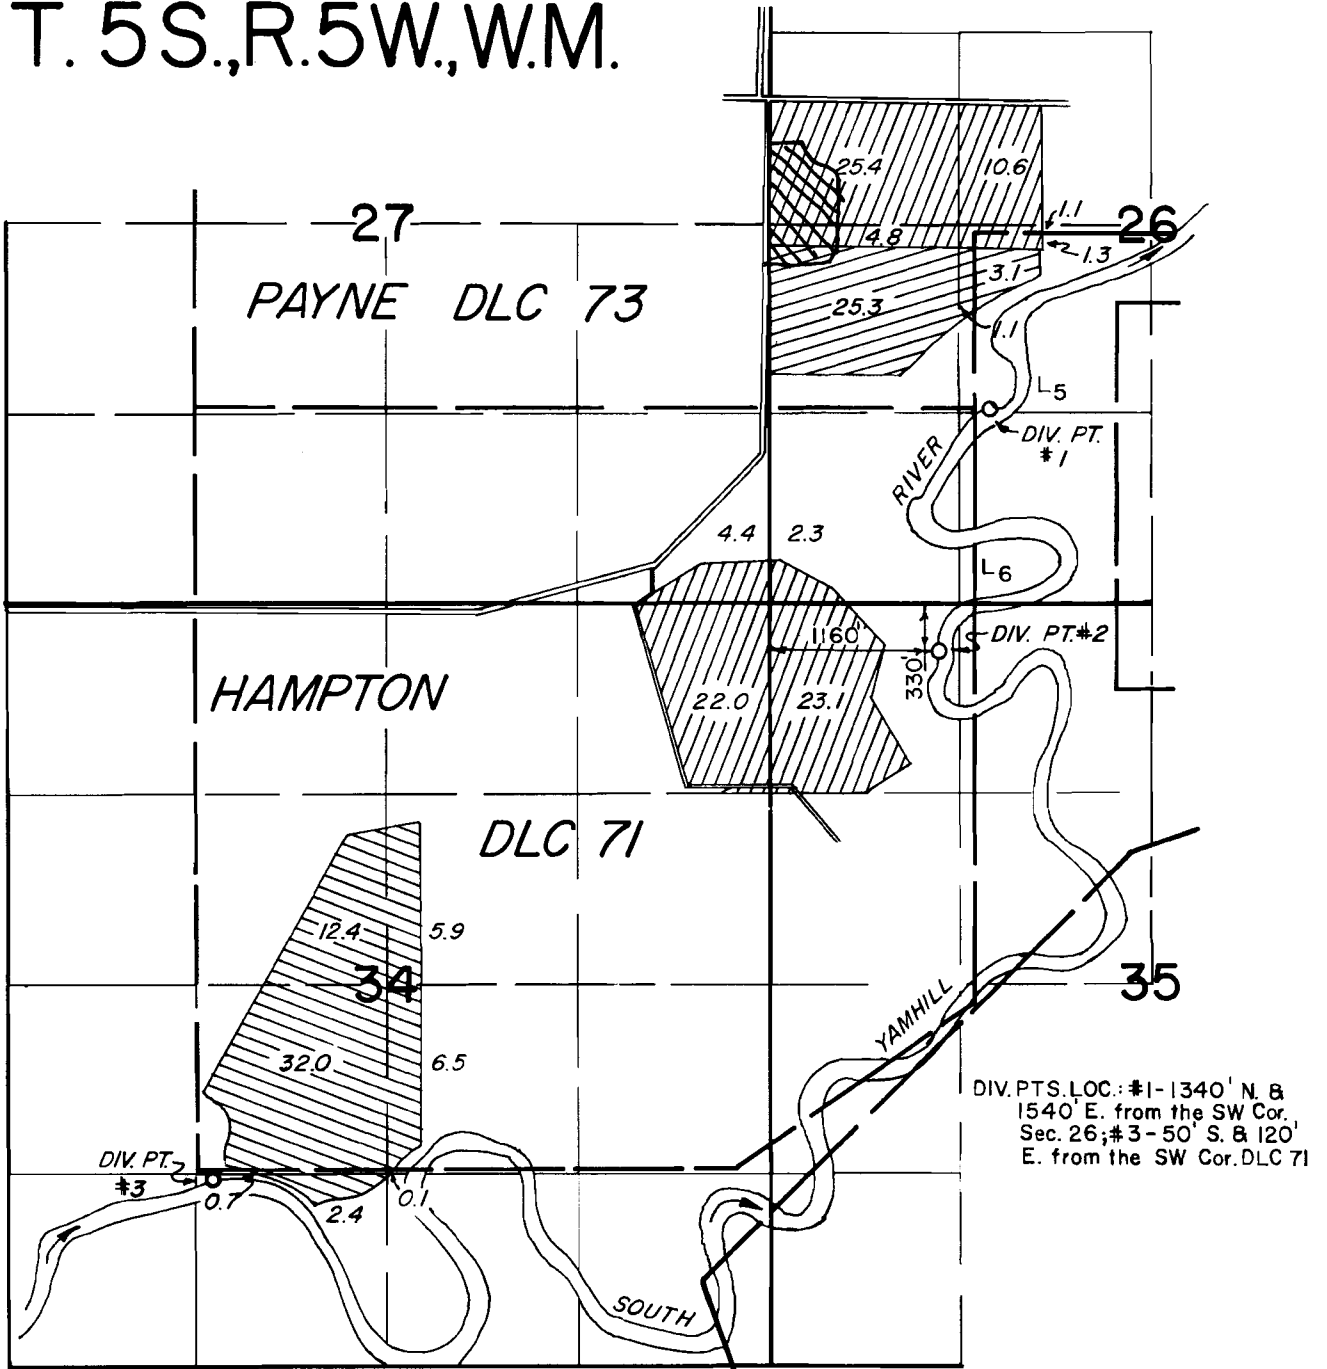 T. 5S.,R.5W.,W.M.
25.4
10.6
1.1
27
26
4.8
1.3
3.1
PAYNE DLC 73
25.3
1.1
L5
DIV. PT.
#1
RIVER
4.4
2.3
L6
1160'
DIV. PT.#2
330'
HAMPTON
22.0
23.1
DLC 71
12.4
5.9
34
35
YAMHILL
32.0
6.5
DIV. PTS. LOC.: #1-1340' N. &
1540' E. from the SW Cor.
Sec. 26; #3-50' S. & 120'
E. from the SW Cor. DLC 71
DIV. PT.
#3
0.7
2.4
0.1
SOUTH